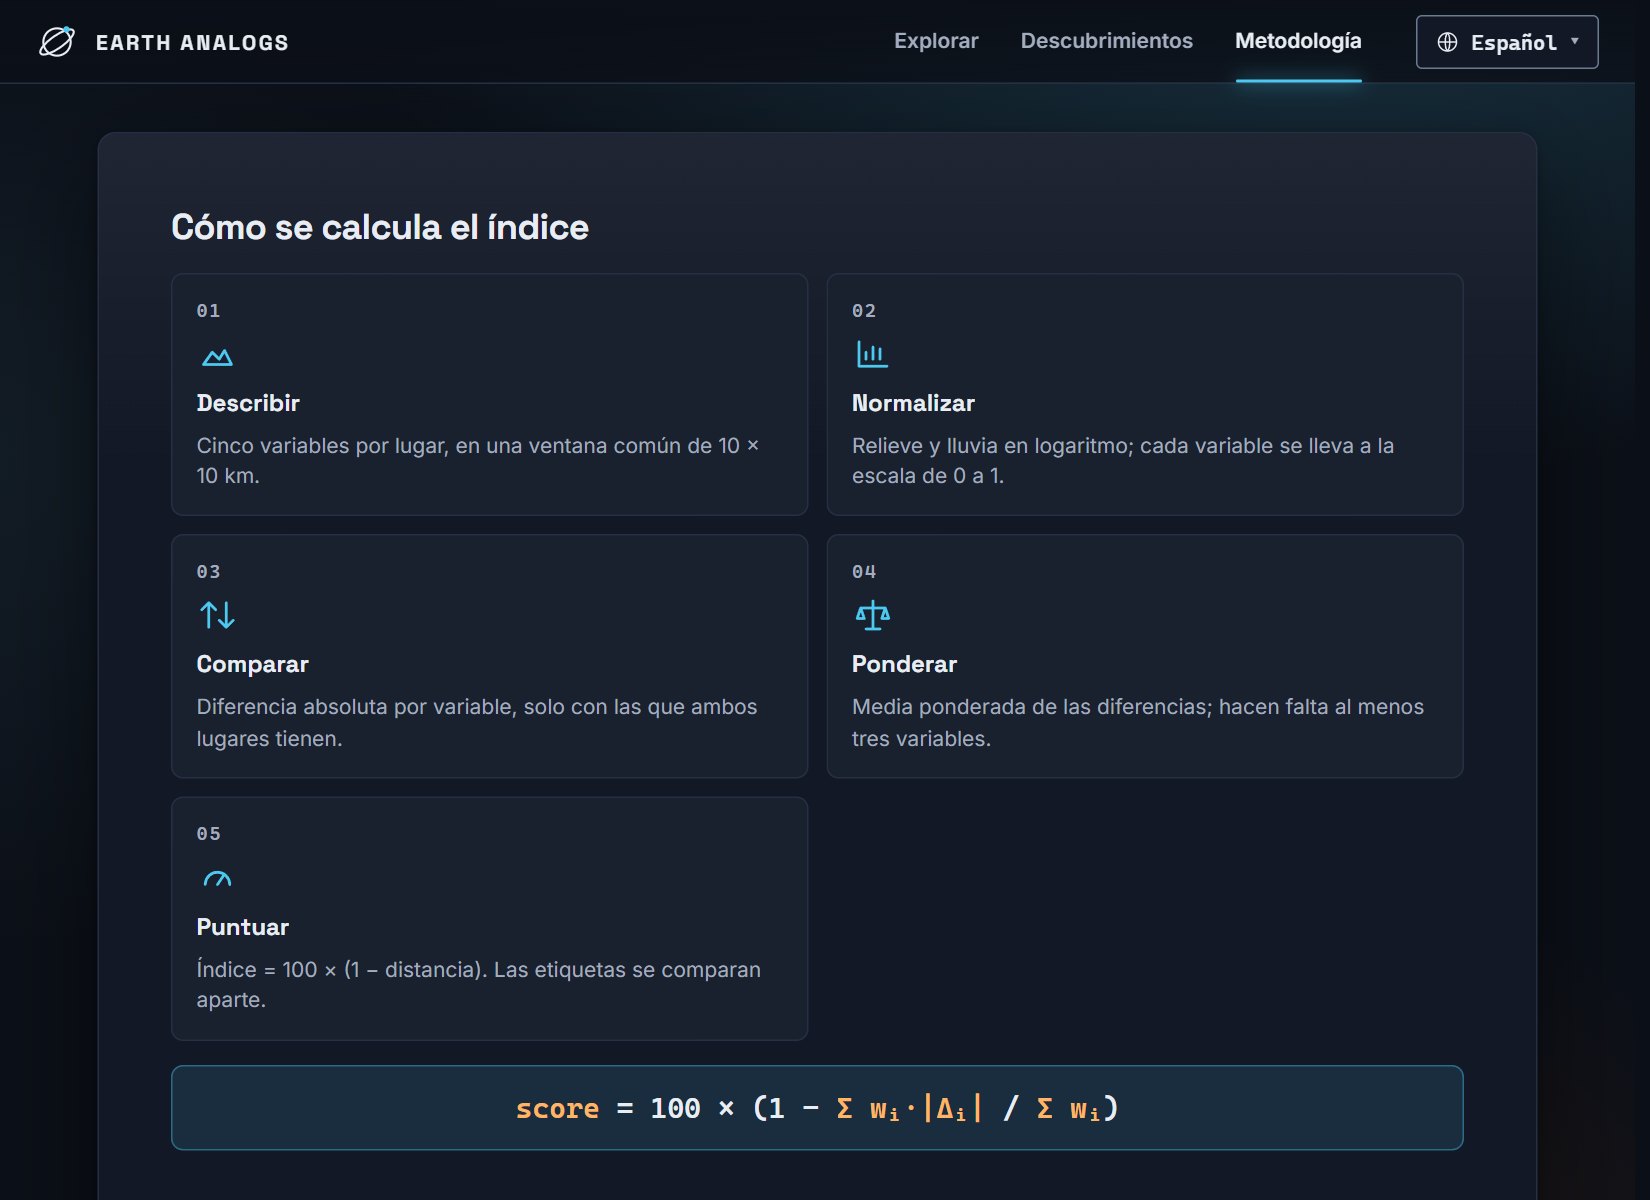 EARTH ANALOGS
Explorar
Descubrimientos
Metodología
Español
Cómo se calcula el índice
01
Describir
Cinco variables por lugar, en una ventana común de 10 ×
10 km.
02
Normalizar
Relieve y lluvia en logaritmo; cada variable se lleva a la
escala de 0 a 1.
03
Comparar
Diferencia absoluta por variable, solo con las que ambos
lugares tienen.
04
Ponderar
Media ponderada de las diferencias; hacen falta al menos
tres variables.
05
Puntuar
Índice = 100 × (1 − distancia). Las etiquetas se comparan
aparte.
score = 100 × (1 − Σ wᵢ·|Δᵢ| / Σ wᵢ)